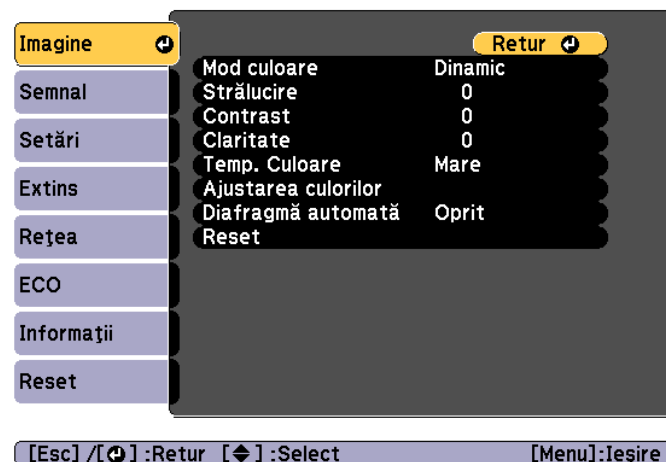 Imagine
Retur
Mod culoare Dinamic
Strălucire 0
Contrast 0
Claritate 0
Temp. Culoare Mare
Ajustarea culorilor
Diafragmă automată Oprit
Reset
Semnal
Setări
Extins
Reţea
ECO
Informaţii
Reset
[Esc] /[⏎] :Retur [◆] :Select [Menu]:Iesire